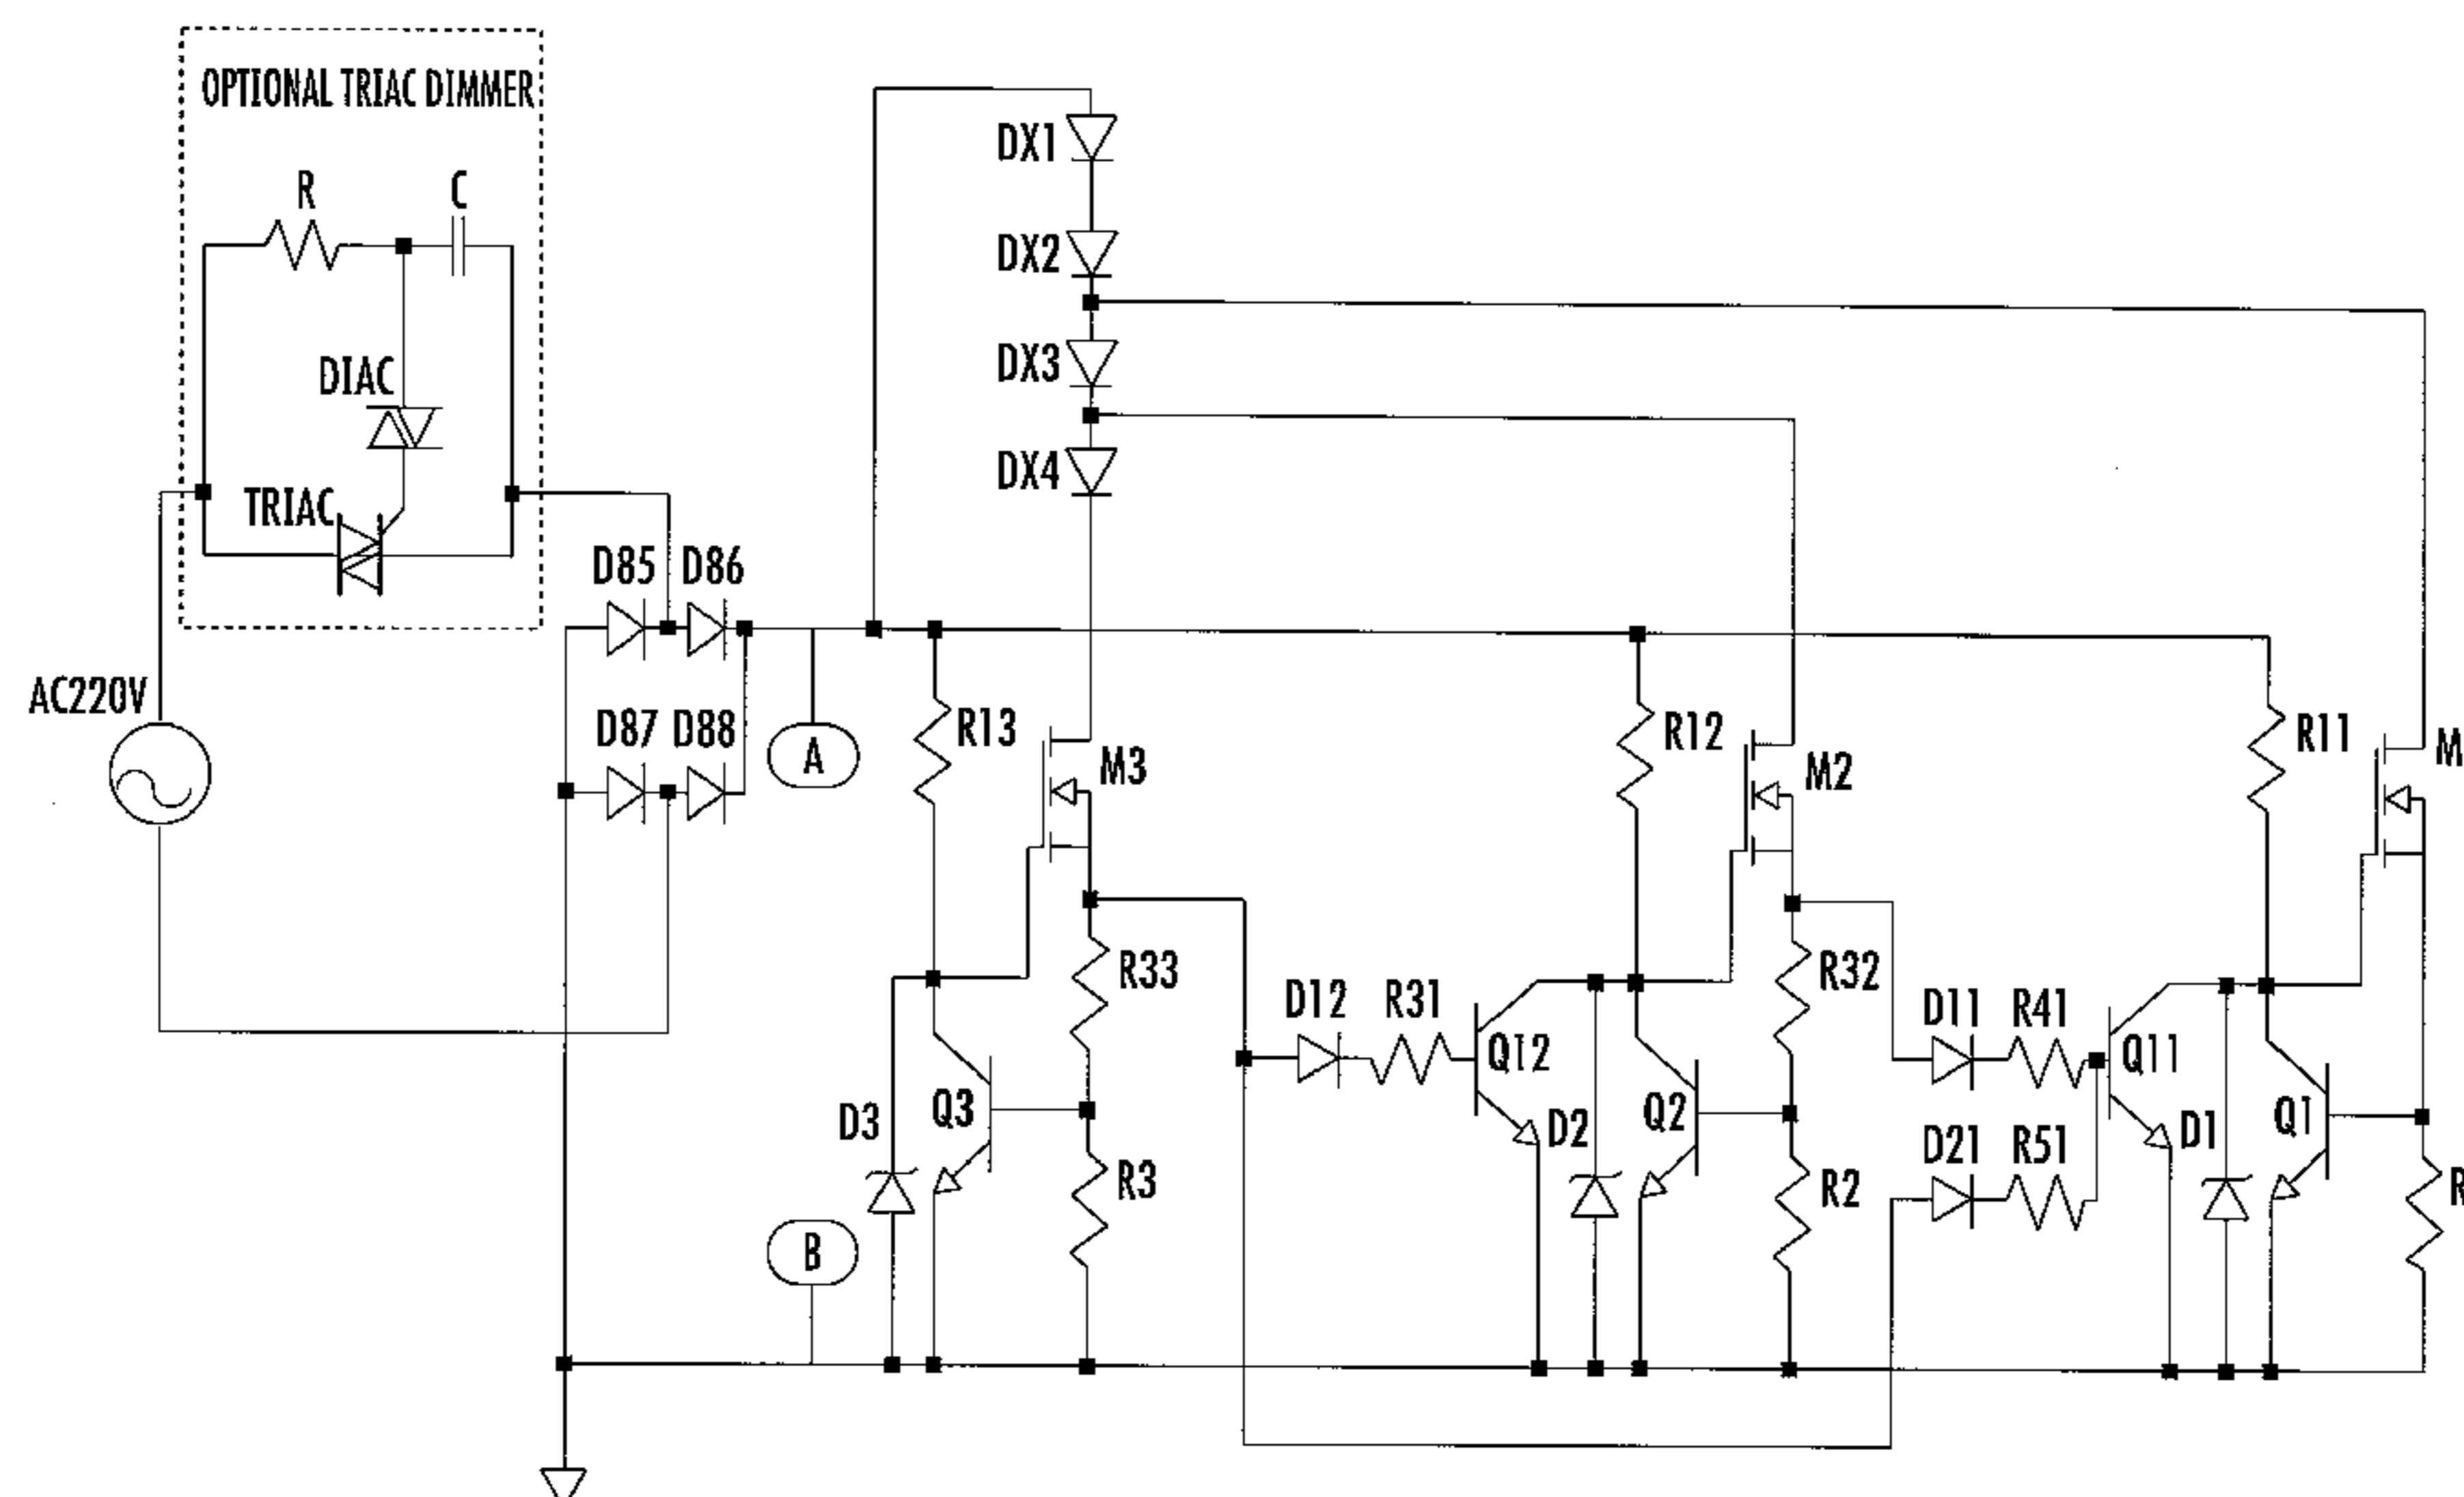 OPTIONAL TRIAC DIMMER
R
C
DIAC
TRIAC
DX1
DX2
DX3
DX4
D85
D86
AC220V
D87
D88
A
R13
M3
R12
M2
R11
M
R33
D12
R31
Q12
R32
D11
R41
Q11
D3
Q3
R3
D2
Q2
R2
D21
R51
D1
Q1
R
B